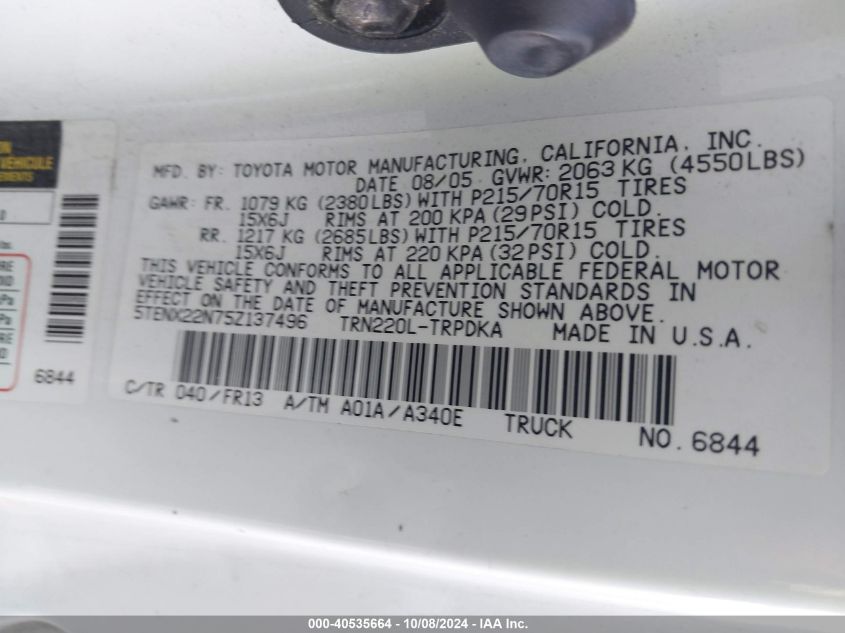 ON
VEHICLE
EMENTS
MFD. BY: TOYOTA MOTOR MANUFACTURING, CALIFORNIA, INC.
DATE 08/05 GVWR: 2063 KG (4550LBS)
GAWR: FR. 1079 KG (2380LBS) WITH P215/70R15 TIRES
15X6J RIMS AT 200 KPA (29PSI) COLD.
RR. 1217 KG (2685LBS) WITH P215/70R15 TIRES
15X6J RIMS AT 220 KPA (32PSI) COLD.
THIS VEHICLE CONFORMS TO ALL APPLICABLE FEDERAL MOTOR
VEHICLE SAFETY AND THEFT PREVENTION STANDARDS IN
EFFECT ON THE DATE OF MANUFACTURE SHOWN ABOVE.
5TENX22N75Z137496 TRN220L-TRPDKA MADE IN U.S.A.
C/TR 040/FR13 A/TM A01A/A340E TRUCK NO. 6844
6844
000-40535664 - 10/08/2024 - IAA Inc.